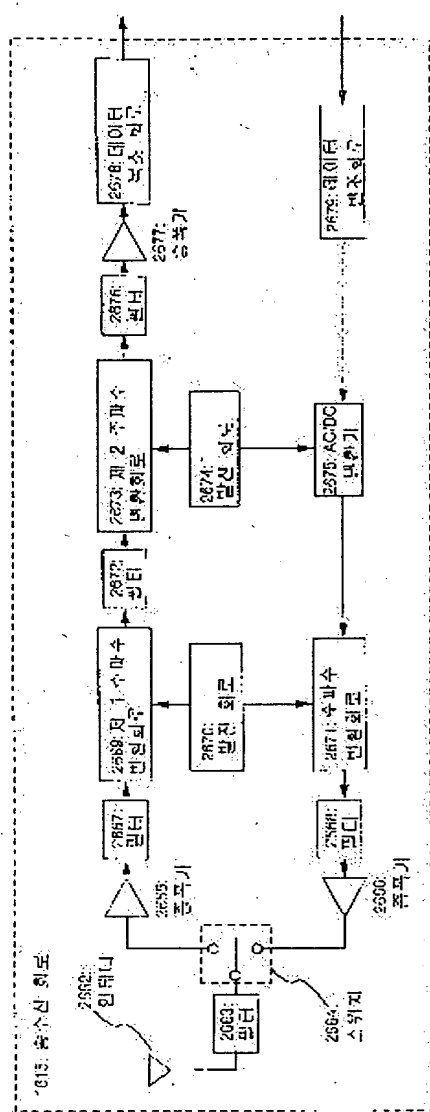 송수신 회로
2662:
안테나
2663:
필터
2664:
스위치
증폭기
2667:
필터
2669: 제 1 주파수
변환회로
2670:
발진 회로
2671: 주파수
변환회로
필터
증폭기
2672:
필터
2673: 제 2 주파수
변환회로
2674:
발진 회로
2675: AC/DC
변환기
2676:
필터
2677:
증폭기
2678: 데이터
복조 회로
2679: 데이터
변조회로